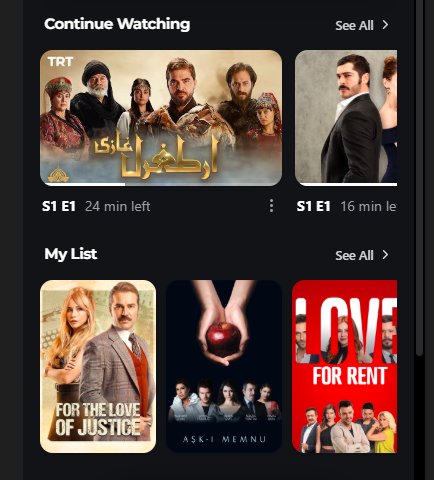 Continue Watching
See All
TRT
ارطغرل غازى
S1 E1
24 min left
S1 E1
16 min le
My List
See All
FOR THE LOVE
OF JUSTICE
AŞK-I MEMNU
LOVE
FOR RENT